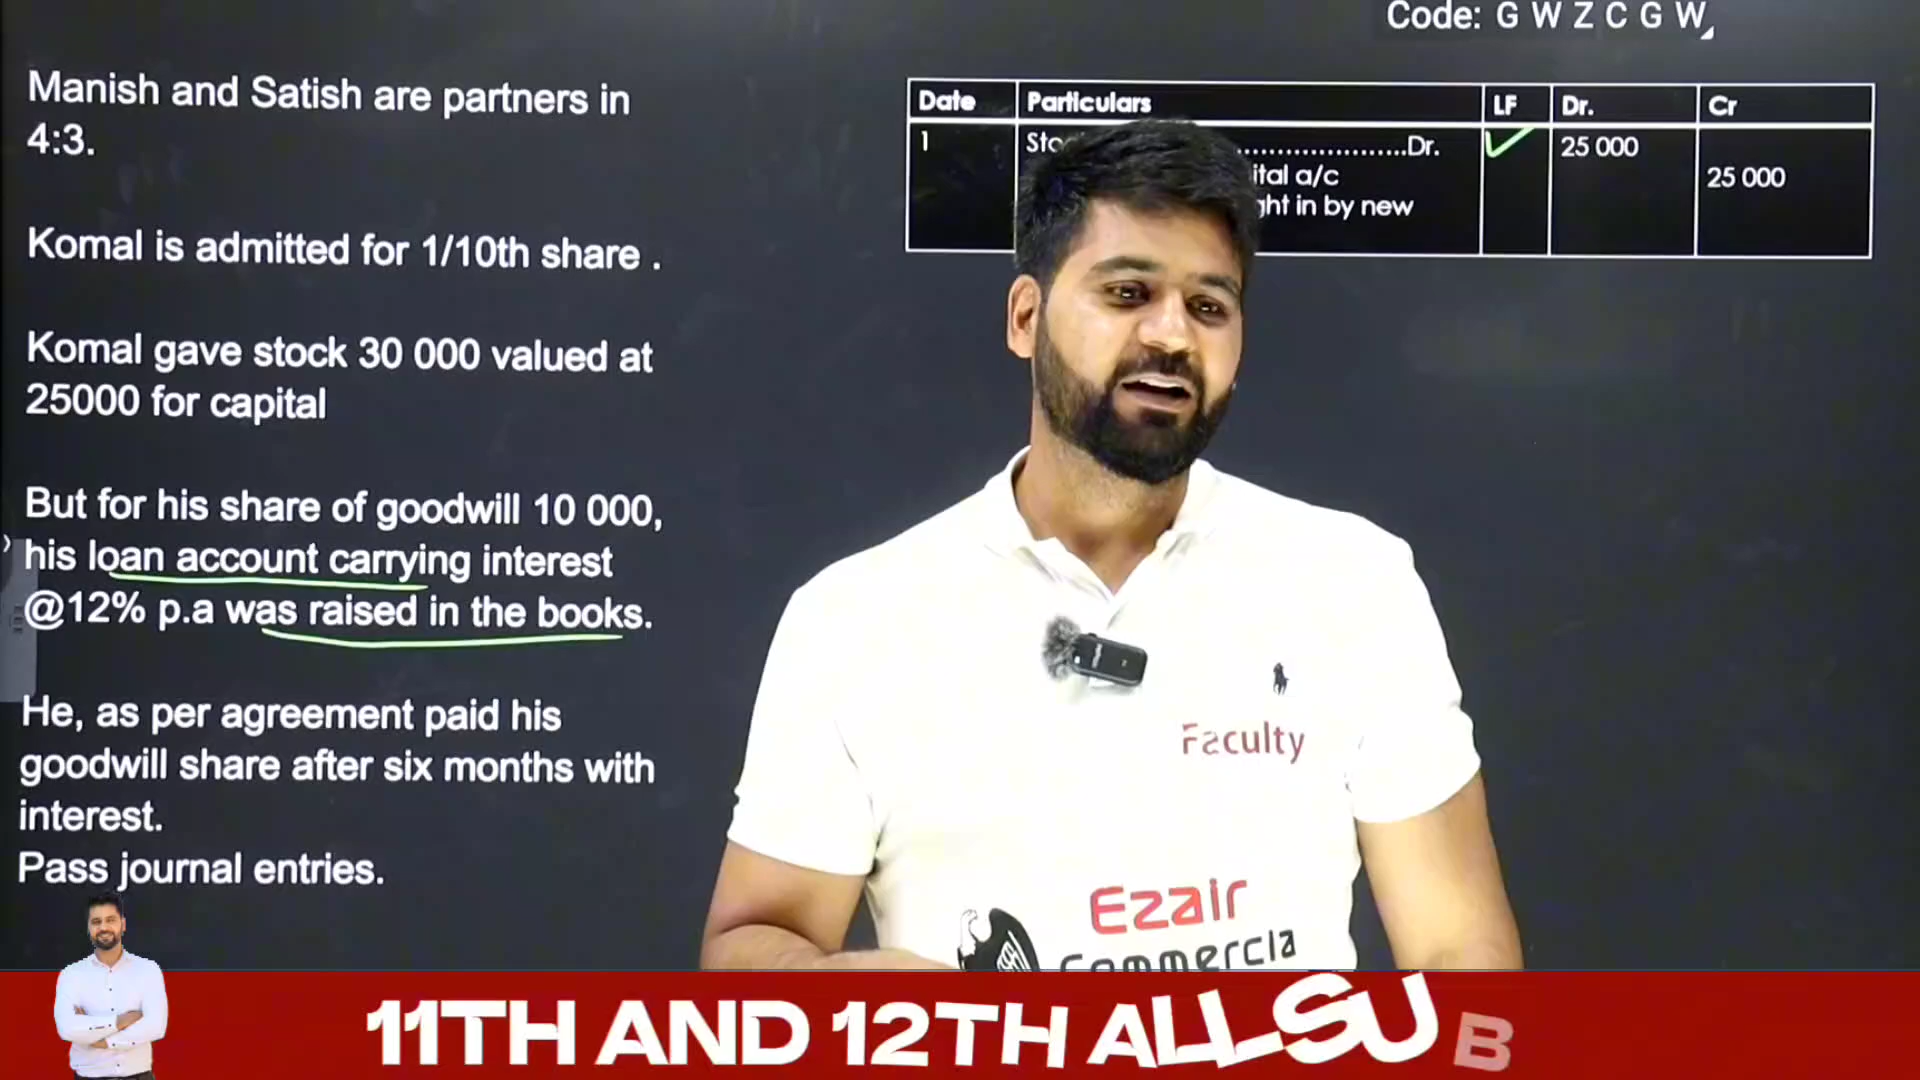 Code: G W Z C G W
Manish and Satish are partners in
4:3.
Komal is admitted for 1/10th share .
Komal gave stock 30 000 valued at
25000 for capital
But for his share of goodwill 10 000,
his loan account carrying interest
@12% p.a was raised in the books.
He, as per agreement paid his
goodwill share after six months with
interest.
Pass journal entries.
Date Particulars LF Dr. Cr
1 ........................Dr. 25 000
a/c 25 000
in by new
Faculty
Ezair
Commercia
11TH AND 12TH ALL SU B